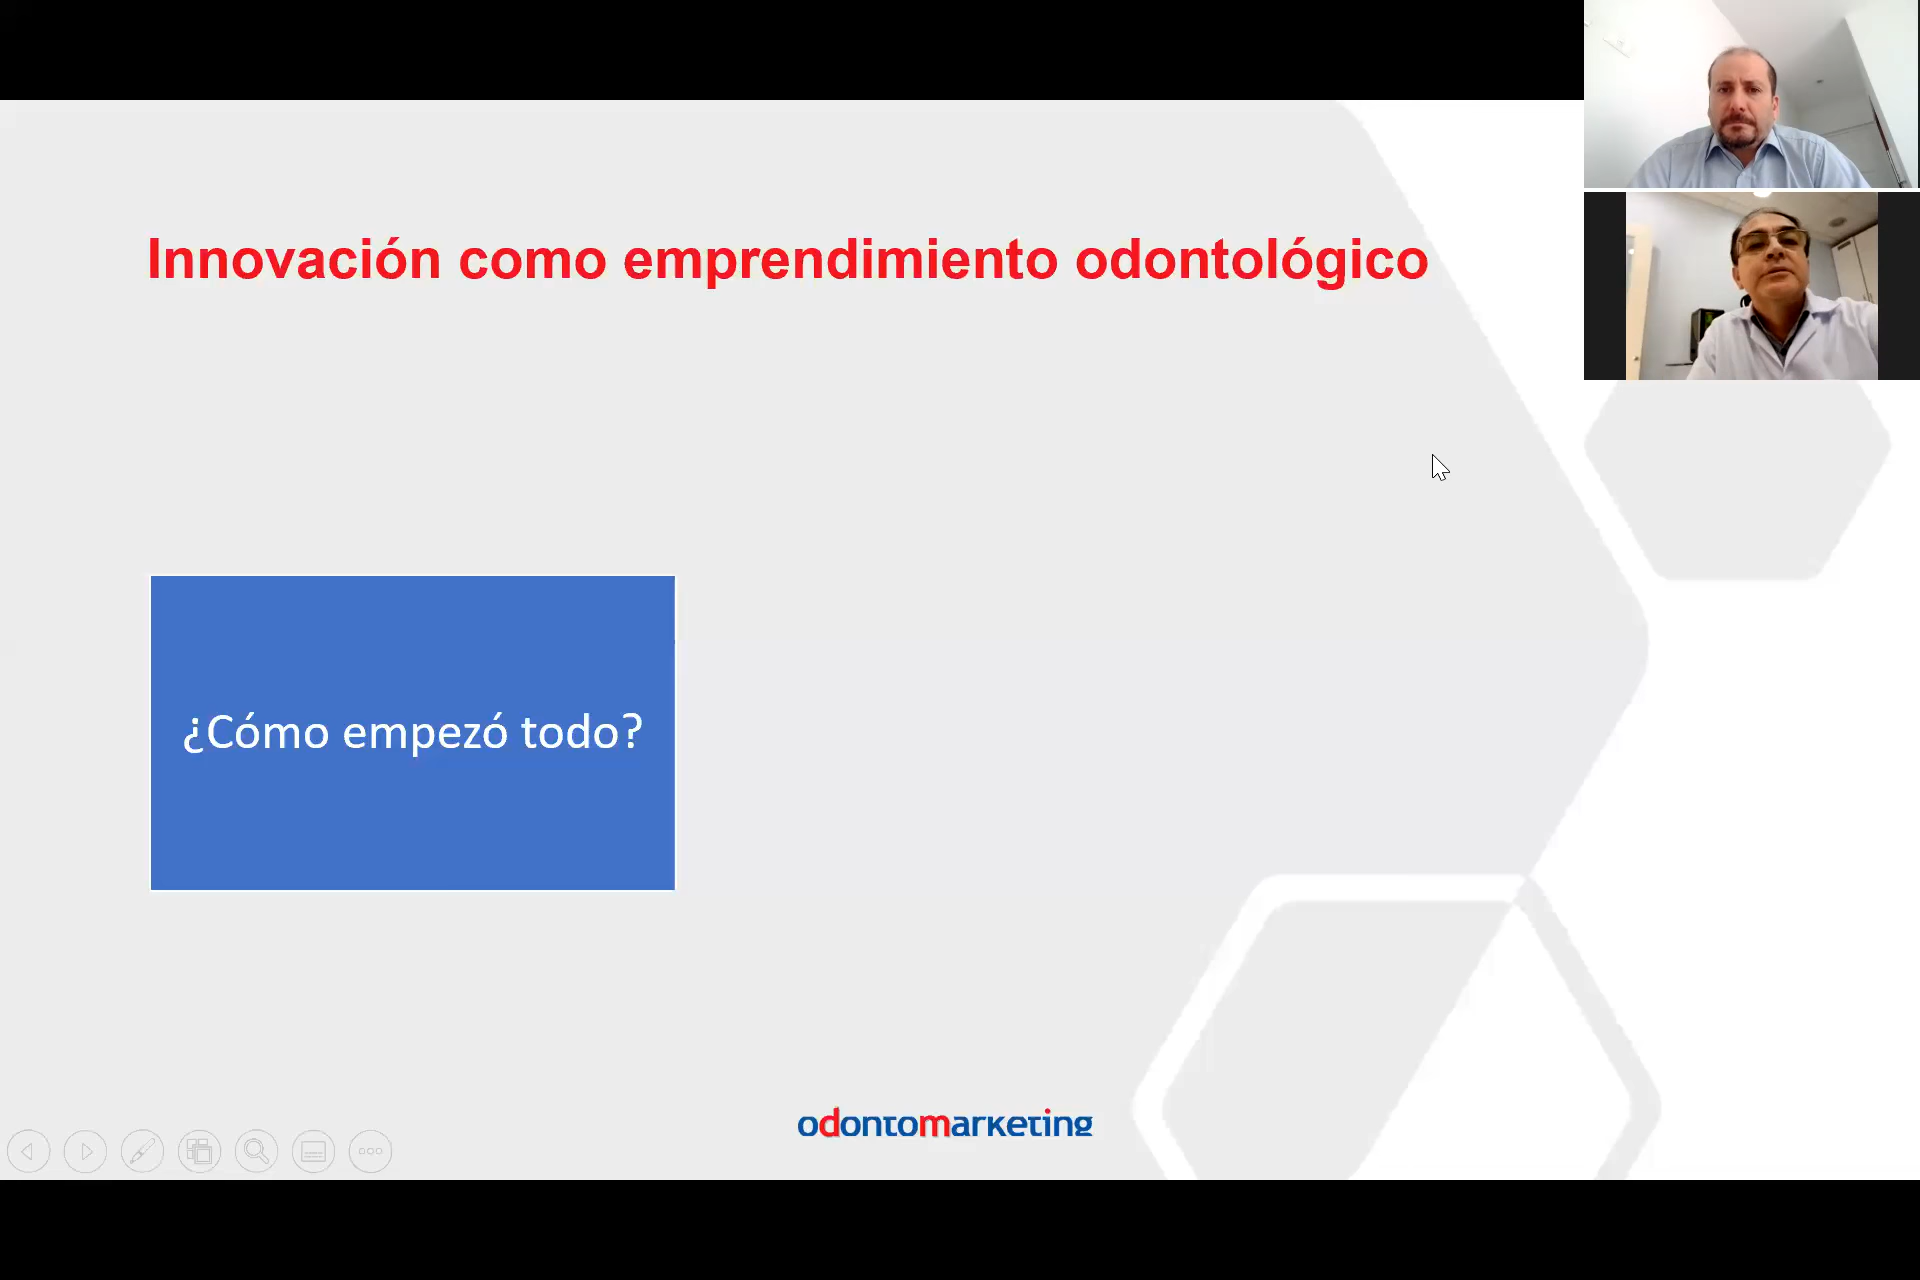 Innovación como emprendimiento odontológico
¿Cómo empezó todo?
odontomarketing